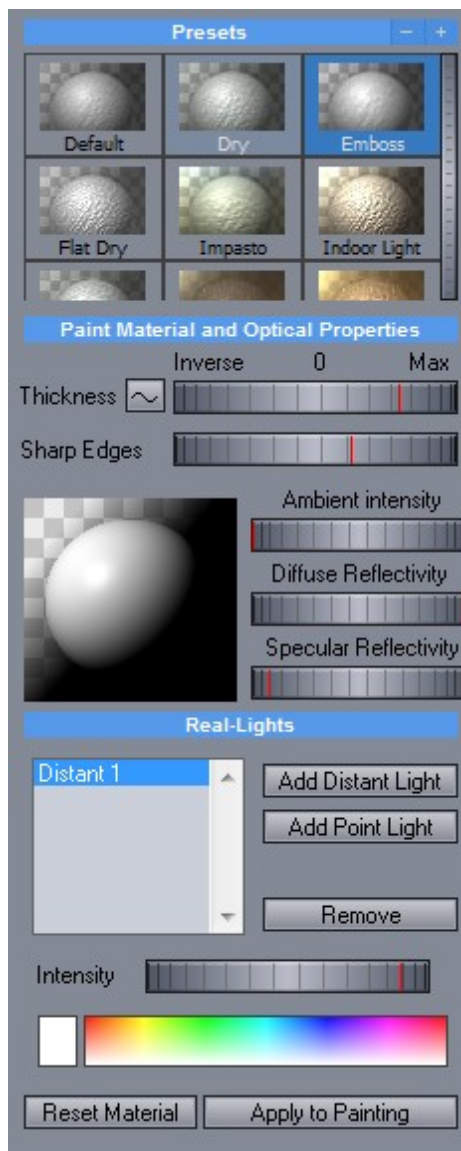 Presets - +
Default Dry Emboss
Flat Dry Impasto Indoor Light
Paint Material and Optical Properties
Inverse 0 Max
Thickness
Sharp Edges
Ambient intensity
Diffuse Reflectivity
Specular Reflectivity
Real-Lights
Distant 1
Add Distant Light
Add Point Light
Remove
Intensity
Reset Material Apply to Painting